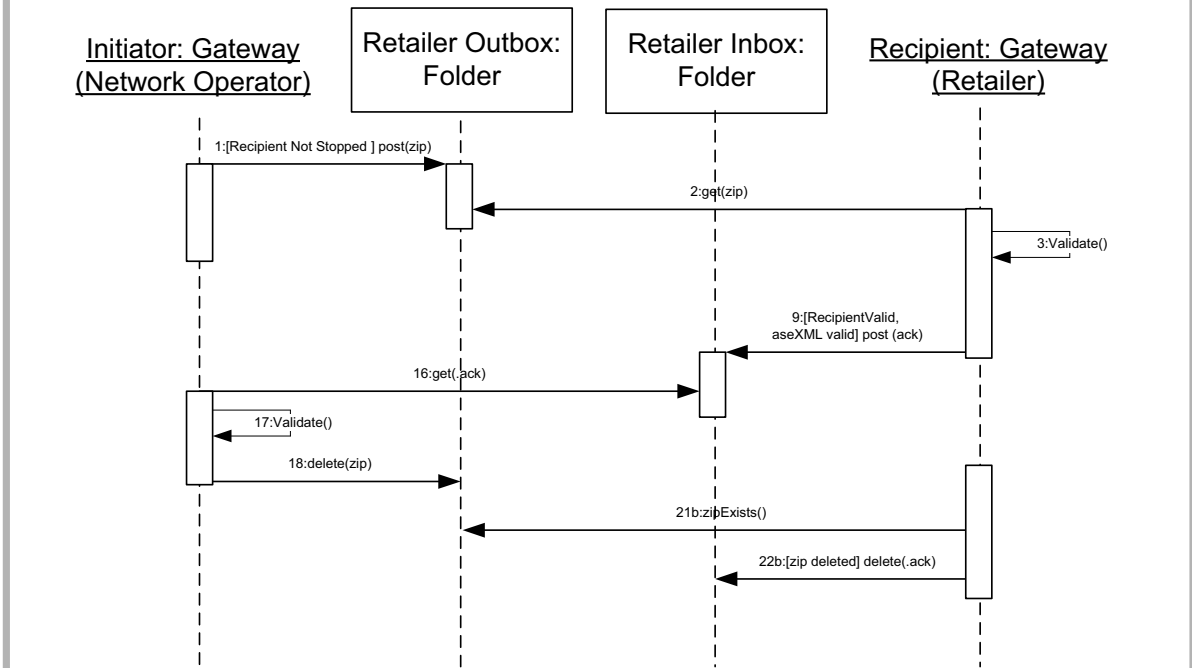 Initiator: Gateway
(Network Operator)
Retailer Outbox:
Folder
Retailer Inbox:
Folder
Recipient: Gateway
(Retailer)
1:[Recipient Not Stopped ] post(zip)
2:get(zip)
3:Validate()
9:[RecipientValid,
aseXML valid] post (ack)
16:get(.ack)
17:Validate()
18:delete(zip)
21b:zipExists()
22b:[zip deleted] delete(.ack)